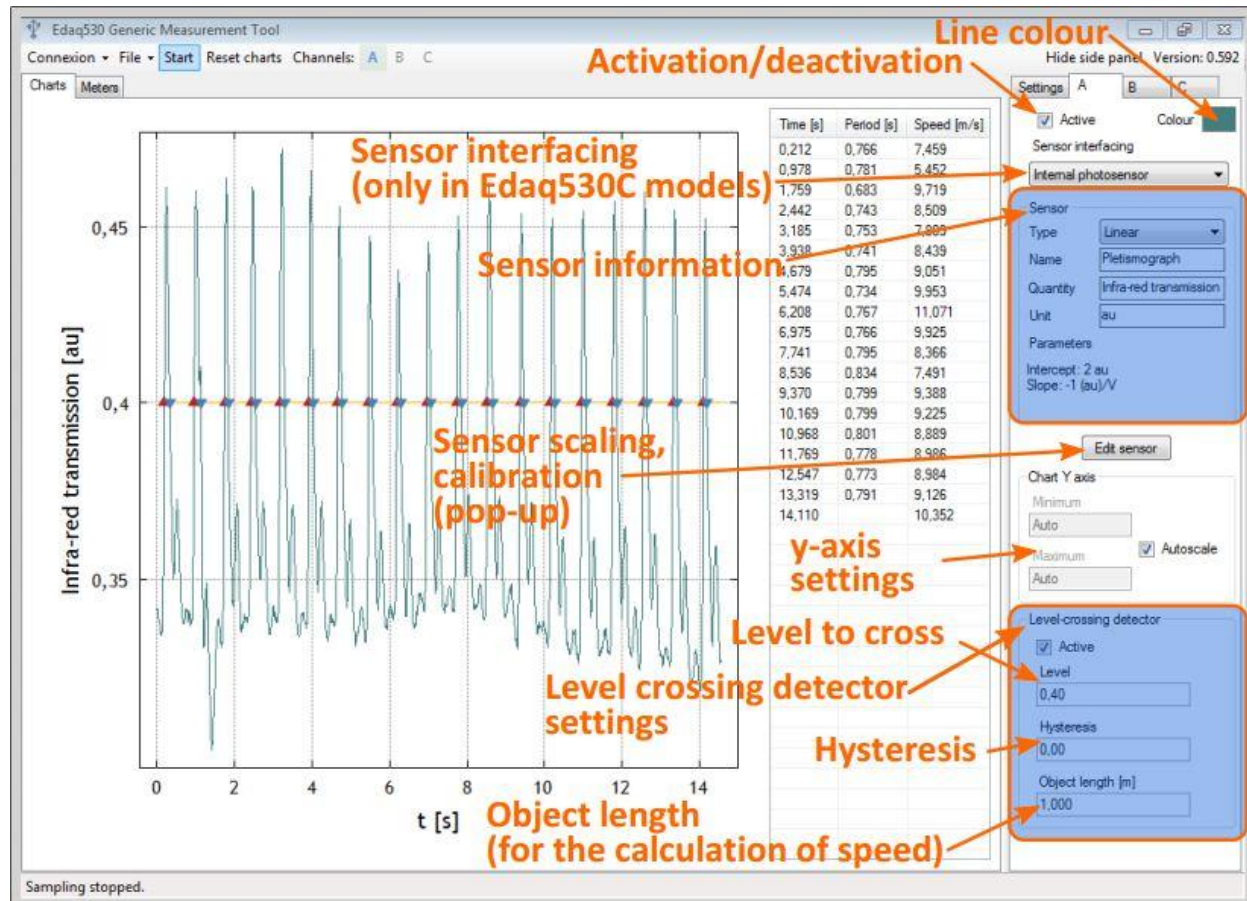 Edaq530 Generic Measurement Tool
Connexion File Start Reset charts Channels: A B C
Hide side panel Version: 0.592
Line colour
Activation/deactivation
Charts Meters
Settings A B C
Active Colour
Sensor interfacing
Internal photosensor
Sensor interfacing
(only in Edaq530C models)
Sensor
Type Linear
Name Pletismograph
Quantity Infra-red transmission
Unit au
Parameters
Intercept: 2 au
Slope: -1 (au)/V
Sensor information
Edit sensor
Sensor scaling,
calibration
(pop-up)
Chart Y axis
Minimum
Auto
Maximum
Auto
Autoscale
y-axis
settings
Level-crossing detector
Active
Level
0,40
Hysteresis
0,00
Object length [m]
1,000
Level to cross
Level crossing detector
settings
Hysteresis
Object length
(for the calculation of speed)
Time [s] Period [s] Speed [m/s]
0,212 0,766 7,459
0,978 0,781 5,452
1,759 0,683 9,719
2,442 0,743 8,509
3,185 0,753
3,938 0,741 8,439
4,679 0,795 9,051
5,474 0,734 9,953
6,208 0,767 11,071
6,975 0,766 9,925
7,741 0,795 8,366
8,536 0,834 7,491
9,370 0,799 9,388
10,169 0,799 9,225
10,968 0,801 8,889
11,769 0,778 8,986
12,547 0,773 8,984
13,319 0,791 9,126
14,110 10,352
Infra-red transmission [au]
0,45
0,4
0,35
0 2 4 6 8 10 12 14
t [s]
Sampling stopped.